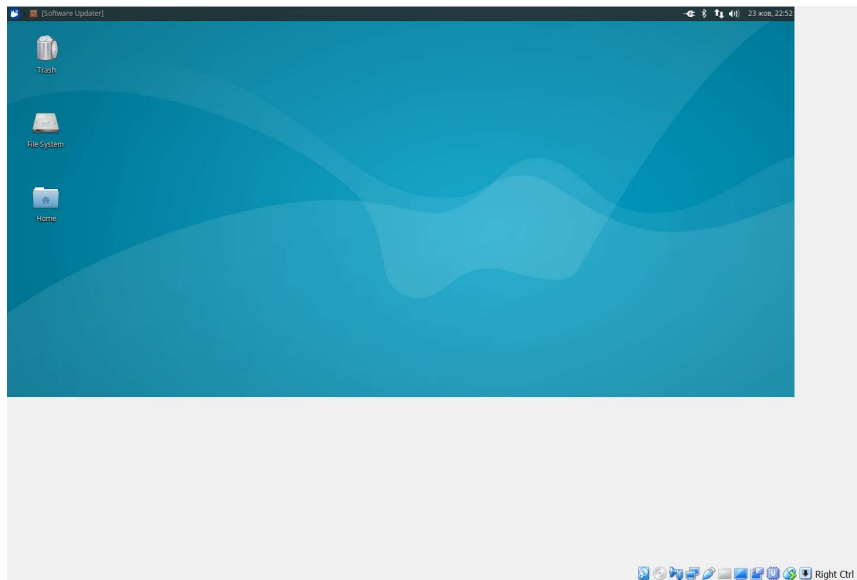 [Software Updater]
23 жов, 22:52
Trash
File System
Home
Right Ctrl